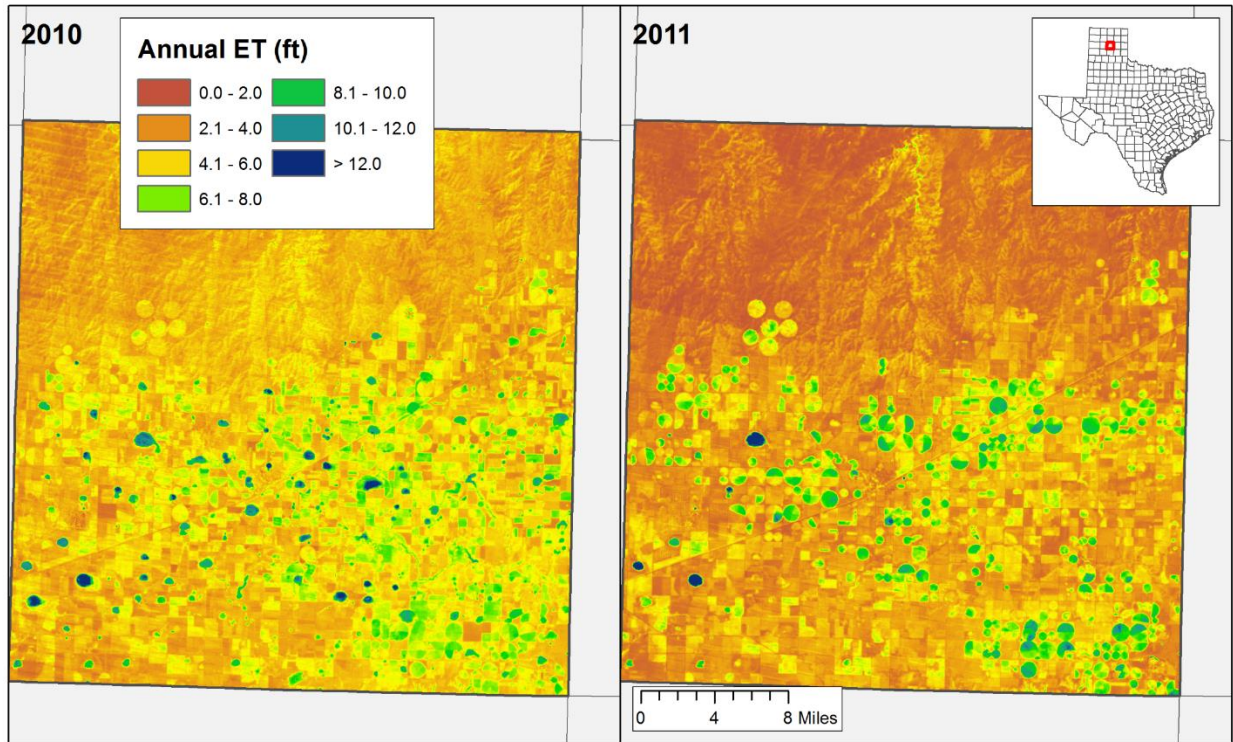 2010
Annual ET (ft)
0.0 - 2.0
2.1 - 4.0
4.1 - 6.0
6.1 - 8.0
8.1 - 10.0
10.1 - 12.0
> 12.0
2011
0 4 8 Miles